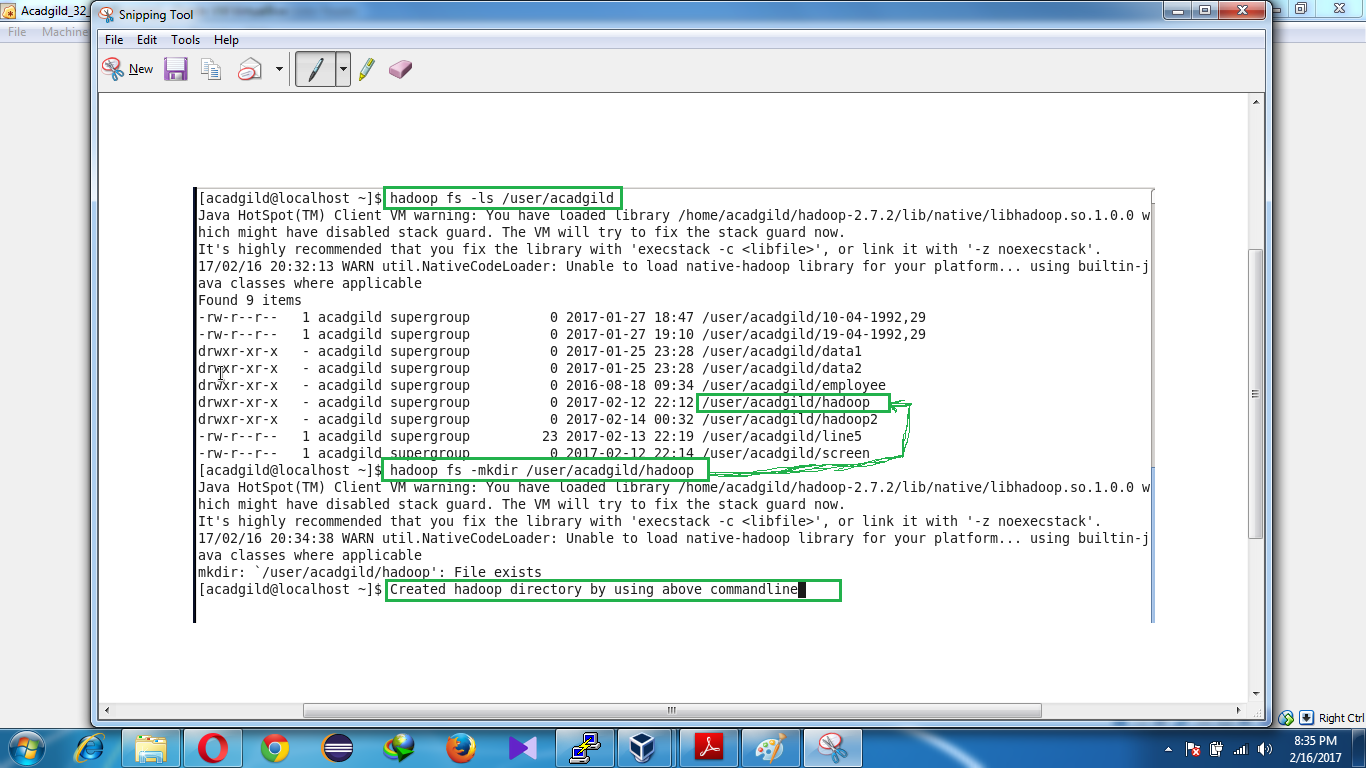 Acadgild_32_
Snipping Tool
File Machine
File Edit Tools Help
New
[acadgild@localhost ~]$ hadoop fs -ls /user/acadgild
Java HotSpot(TM) Client VM warning: You have loaded library /home/acadgild/hadoop-2.7.2/lib/native/libhadoop.so.1.0.0 w
hich might have disabled stack guard. The VM will try to fix the stack guard now.
It's highly recommended that you fix the library with 'execstack -c <libfile>', or link it with '-z noexecstack'.
17/02/16 20:32:13 WARN util.NativeCodeLoader: Unable to load native-hadoop library for your platform... using builtin-j
ava classes where applicable
Found 9 items
-rw-r--r--   1 acadgild supergroup          0 2017-01-27 18:47 /user/acadgild/10-04-1992,29
-rw-r--r--   1 acadgild supergroup          0 2017-01-27 19:10 /user/acadgild/19-04-1992,29
drwxr-xr-x   - acadgild supergroup          0 2017-01-25 23:28 /user/acadgild/data1
drwxr-xr-x   - acadgild supergroup          0 2017-01-25 23:28 /user/acadgild/data2
drwxr-xr-x   - acadgild supergroup          0 2016-08-18 09:34 /user/acadgild/employee
drwxr-xr-x   - acadgild supergroup          0 2017-02-12 22:12 /user/acadgild/hadoop
drwxr-xr-x   - acadgild supergroup          0 2017-02-14 00:32 /user/acadgild/hadoop2
-rw-r--r--   1 acadgild supergroup         23 2017-02-13 22:19 /user/acadgild/line5
-rw-r--r--   1 acadgild supergroup          0 2017-02-12 22:14 /user/acadgild/screen
[acadgild@localhost ~]$ hadoop fs -mkdir /user/acadgild/hadoop
Java HotSpot(TM) Client VM warning: You have loaded library /home/acadgild/hadoop-2.7.2/lib/native/libhadoop.so.1.0.0 w
hich might have disabled stack guard. The VM will try to fix the stack guard now.
It's highly recommended that you fix the library with 'execstack -c <libfile>', or link it with '-z noexecstack'.
17/02/16 20:34:38 WARN util.NativeCodeLoader: Unable to load native-hadoop library for your platform... using builtin-j
ava classes where applicable
mkdir: `/user/acadgild/hadoop': File exists
[acadgild@localhost ~]$ Created hadoop directory by using above commandline
Right Ctrl
8:35 PM
2/16/2017